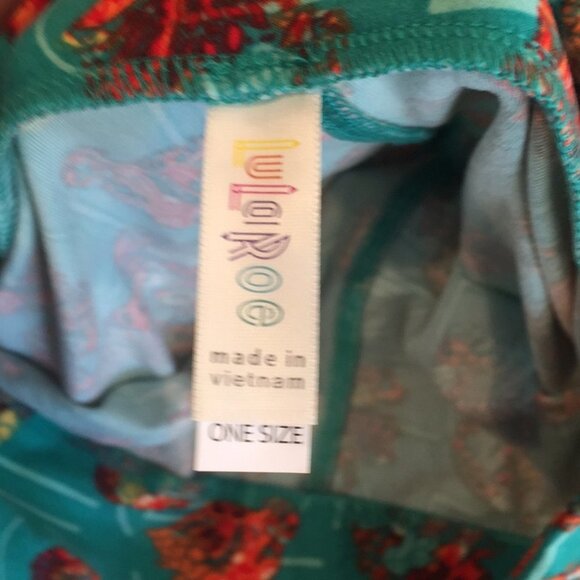 LuLaRoe
made in
vietnam
ONE SIZE